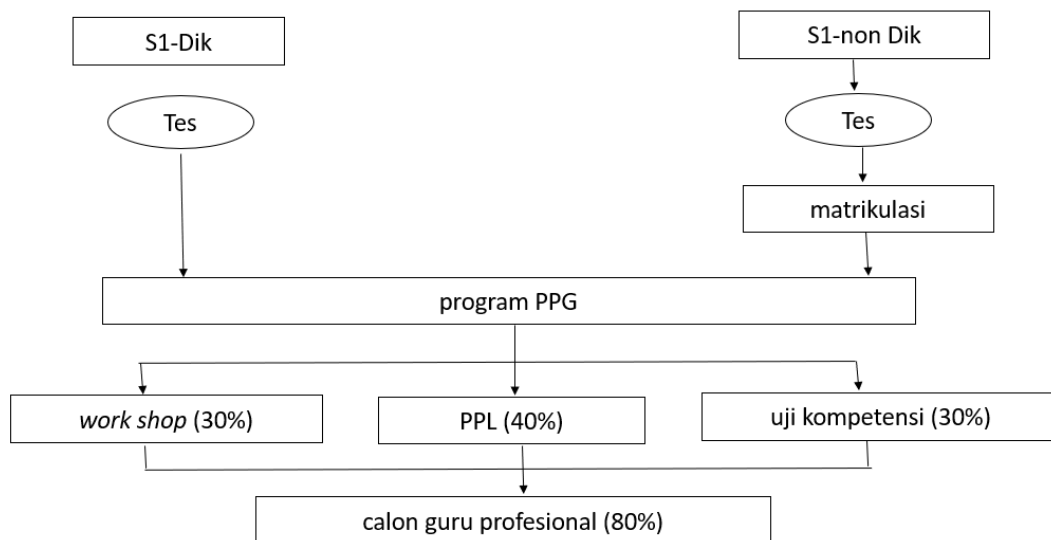 S1-Dik
S1-non Dik
Tes
Tes
matrikulasi
program PPG
work shop (30%)
PPL (40%)
uji kompetensi (30%)
calon guru profesional (80%)